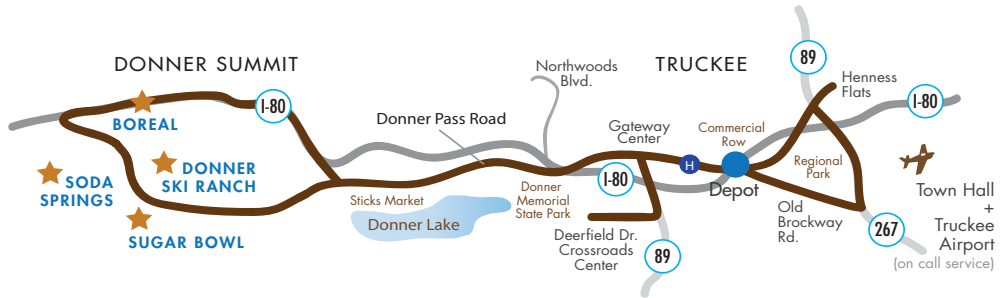 DONNER SUMMIT
I-80
BOREAL
DONNER
SKI RANCH
SODA
SPRINGS
SUGAR BOWL
Donner Pass Road
Sticks Market
Donner Lake
Northwoods
Blvd.
Donner
Memorial
State Park
I-80
TRUCKEE
Gateway
Center
H
Commercial
Row
Depot
Deerfield Dr.
Crossroads
Center
89
89
Henness
Flats
I-80
Regional
Park
Old
Brockway
Rd.
267
Town Hall
+
Truckee
Airport
(on call service)